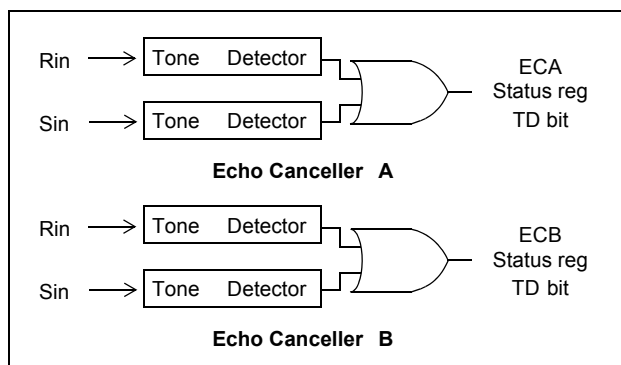 Rin
Tone Detector
Sin
Tone Detector
ECA
Status reg
TD bit
Echo Canceller A
Rin
Tone Detector
Sin
Tone Detector
ECB
Status reg
TD bit
Echo Canceller B